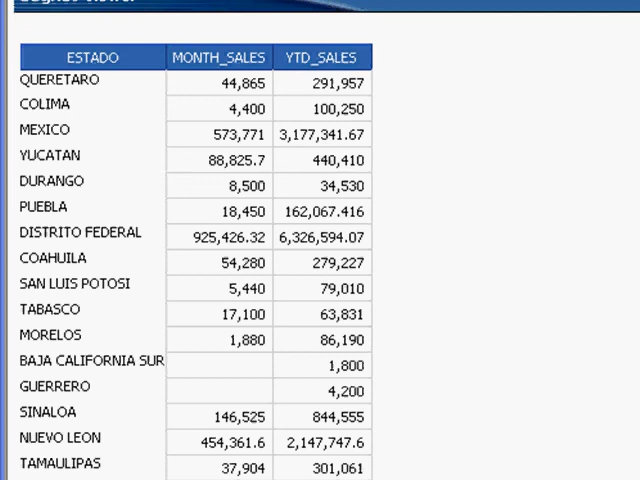 ESTADO MONTH_SALES YTD_SALES
QUERETARO 44,865 291,957
COLIMA 4,400 100,250
MEXICO 573,771 3,177,341.67
YUCATAN 88,825.7 440,410
DURANGO 8,500 34,530
PUEBLA 18,450 162,067.416
DISTRITO FEDERAL 925,426.32 6,326,594.07
COAHUILA 54,280 279,227
SAN LUIS POTOSI 5,440 79,010
TABASCO 17,100 63,831
MORELOS 1,880 86,190
BAJA CALIFORNIA SUR 1,800
GUERRERO 4,200
SINALOA 146,525 844,555
NUEVO LEON 454,361.6 2,147,747.6
TAMAULIPAS 37,904 301,061